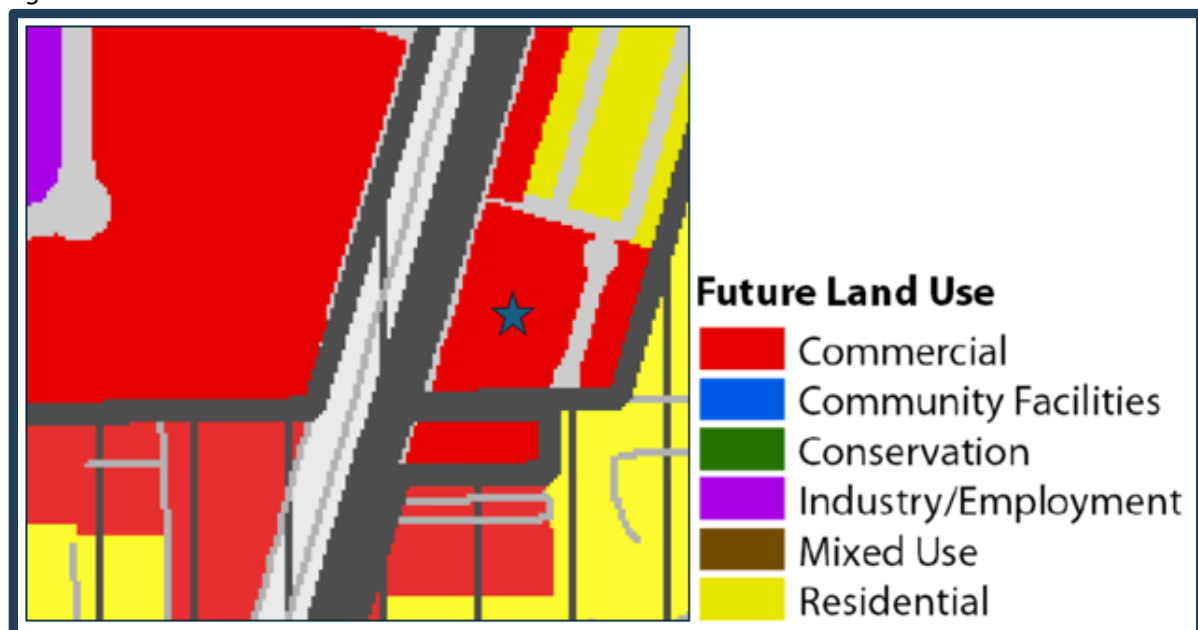 Future Land Use
Commercial
Community Facilities
Conservation
Industry/Employment
Mixed Use
Residential